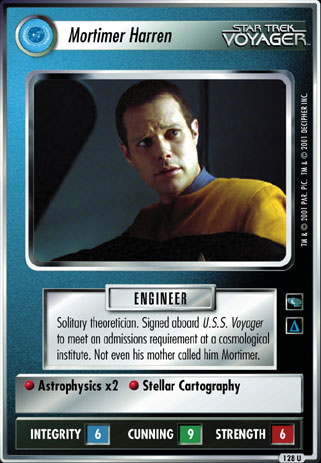 Mortimer Harren
STAR TREK
VOYAGER
TM & © 2001 PAR. PIC. TM & © 2001 DECIPHER INC.
ENGINEER
Solitary theoretician. Signed aboard U.S.S. Voyager
to meet an admissions requirement at a cosmological
institute. Not even his mother called him Mortimer.
Astrophysics x2 Stellar Cartography
INTEGRITY 6 CUNNING 9 STRENGTH 6
128 U